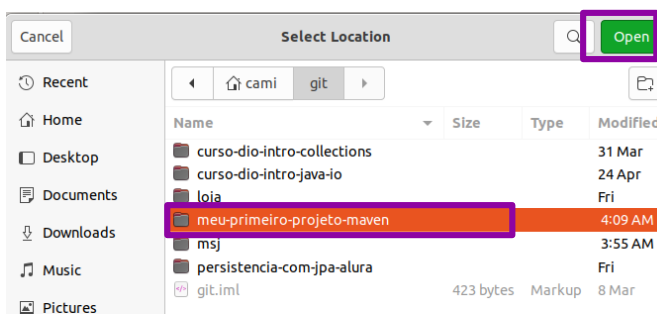 Cancel Select Location Open
Recent cami git
Home Name Size Type Modified
Desktop curso-dio-intro-collections 31 Mar
curso-dio-intro-java-io 24 Apr
Documents loja Fri
meu-primeiro-projeto-maven 4:09 AM
Downloads msj 3:55 AM
Music persistencia-com-jpa-alura Fri
git.iml 423 bytes Markup 8 Mar
Pictures